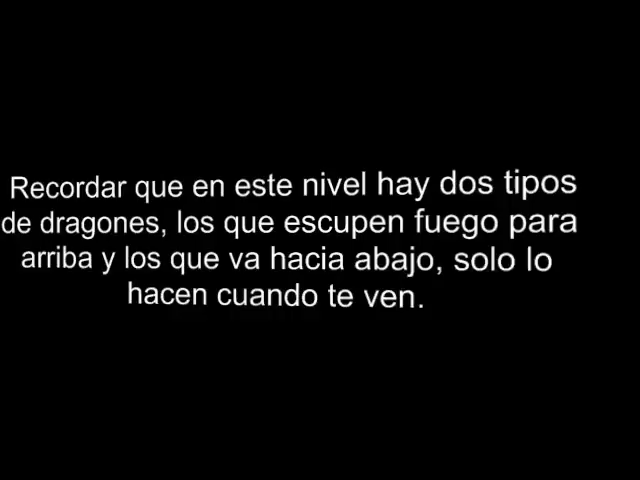 Recordar que en este nivel hay dos tipos
de dragones, los que escupen fuego para
arriba y los que va hacia abajo, solo lo
hacen cuando te ven.